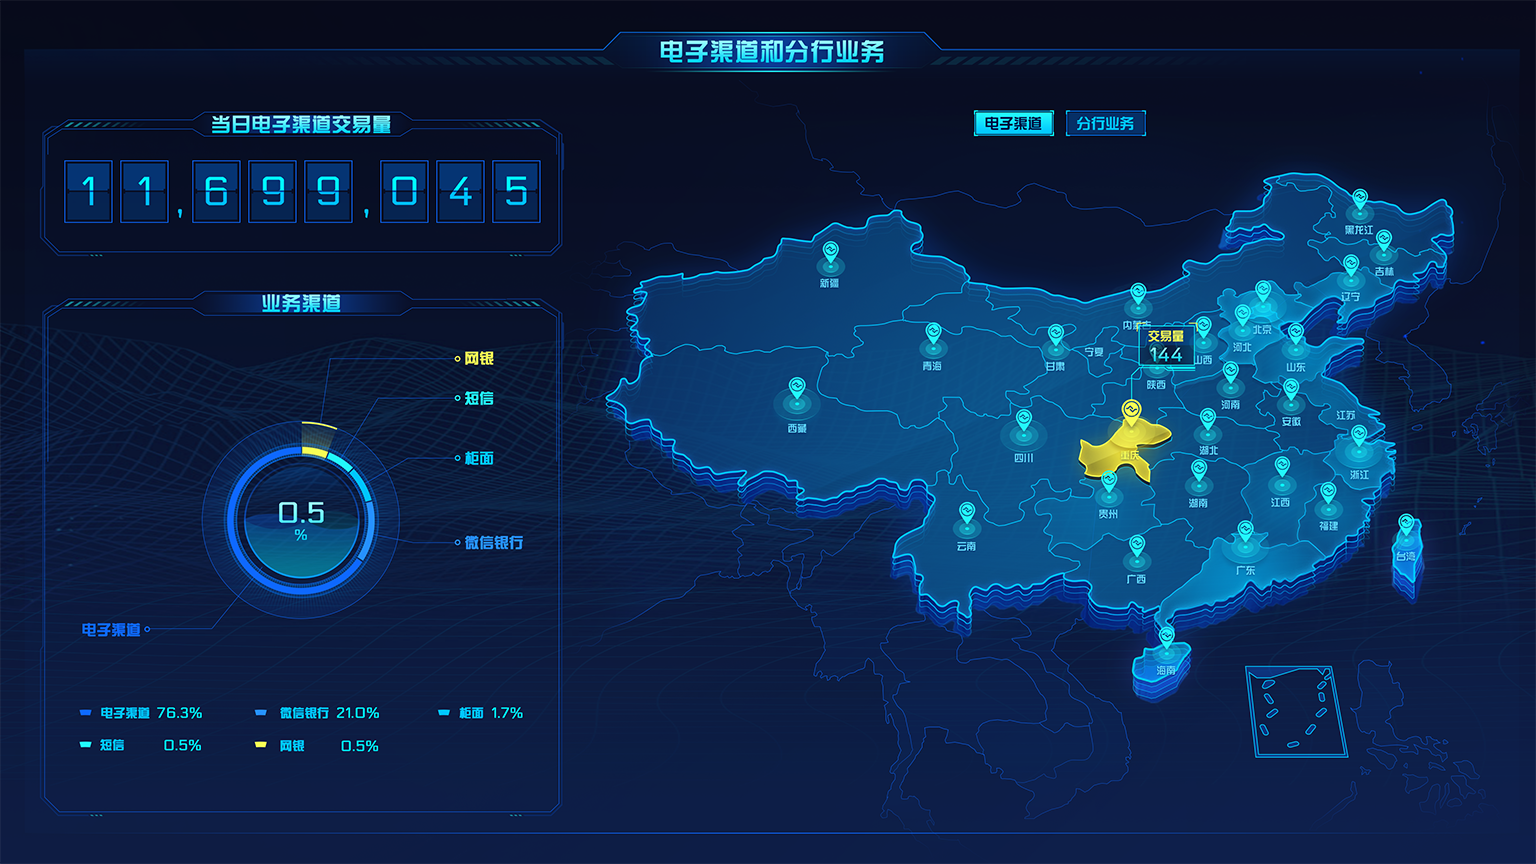 电子渠道和分行业务
当日电子渠道交易量
11,699,045
业务渠道
网银
短信
柜面
微信银行
电子渠道
0.5
%
电子渠道 76.3%
微信银行 21.0%
柜面 1.7%
短信 0.5%
网银 0.5%
电子渠道
分行业务
黑龙江
吉林
辽宁
新疆
内蒙古
北京
河北
山西
山东
交易量
144
宁夏
甘肃
青海
陕西
河南
西藏
安徽
江苏
四川
重庆
湖北
浙江
贵州
湖南
江西
福建
云南
广西
广东
台湾
海南